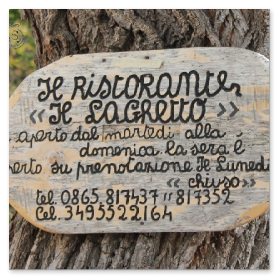 Il RISTORANTE
« Il LAGHETTO »
aperto dal martedì alla
domenica la sera è
su prenotazione Il Lunedì
« chiuso »
tel. 0865.817437 " 817352
Cel. 3495522164